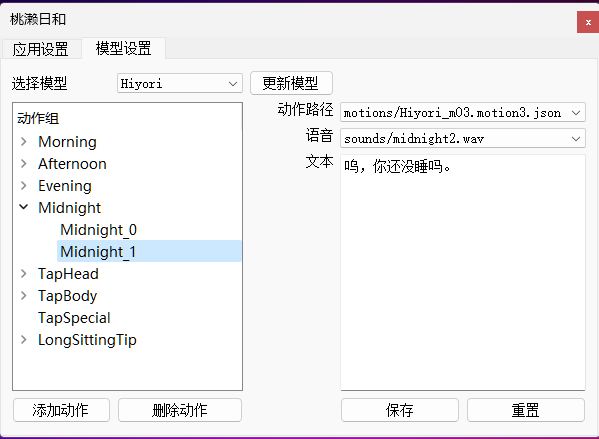 桃濑日和
应用设置 模型设置
选择模型 Hiyori 更新模型
动作组
Morning
Afternoon
Evening
Midnight
Midnight_0
Midnight_1
TapHead
TapBody
TapSpecial
LongSittingTip
动作路径 motions/Hiyori_m03.motion3.json
语音 sounds/midnight2.wav
文本 呜，你还没睡吗。
添加动作 删除动作 保存 重置